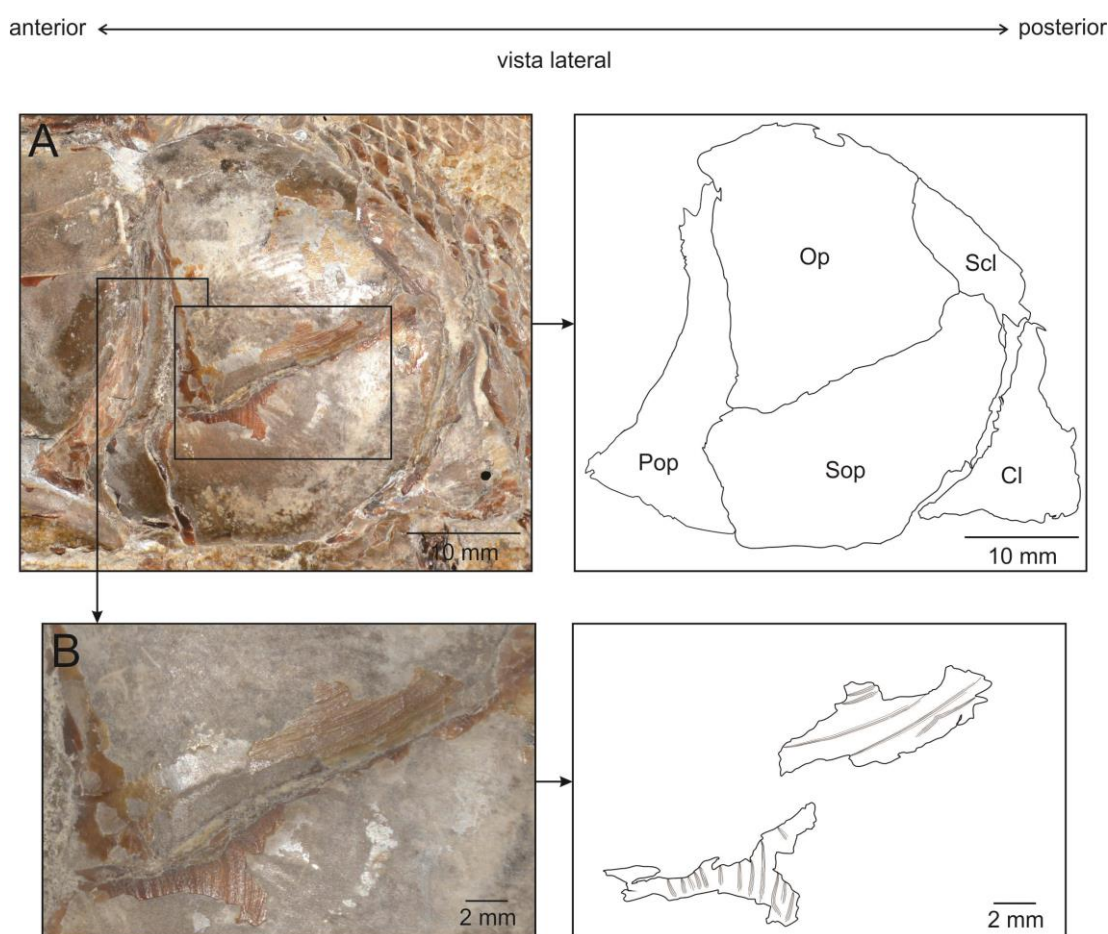 anterior posterior
vista lateral
A
Op
Scl
Pop
Sop
Cl
10 mm
10 mm
B
2 mm
2 mm